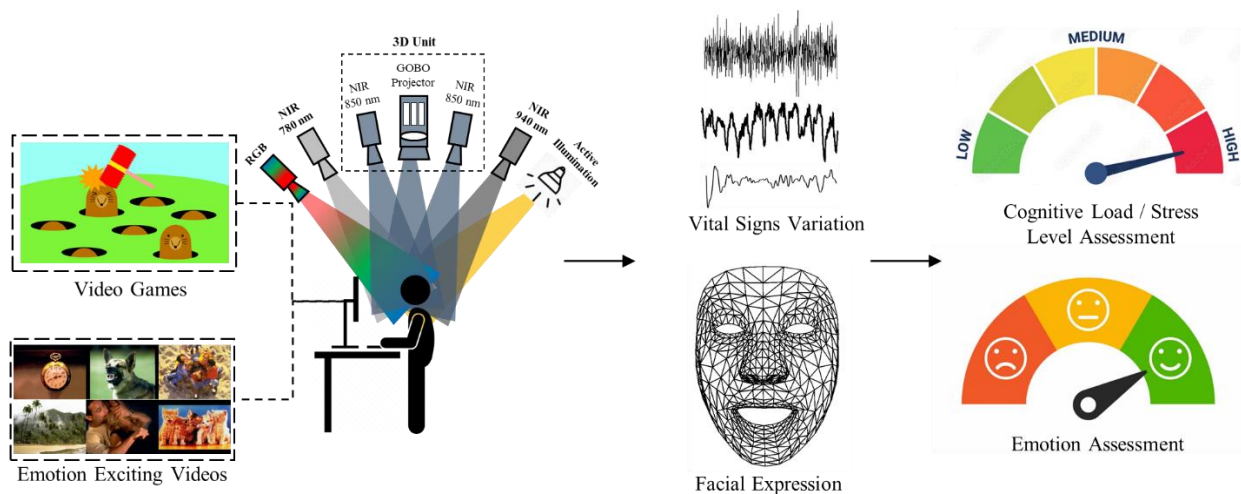 Video Games
Emotion Exciting Videos
RGB
NIR
780 nm
3D Unit
NIR
850 nm
GOBO
Projector
NIR
850 nm
NIR
940 nm
Active
Illumination
Vital Signs Variation
Facial Expression
LOW
MEDIUM
HIGH
Cognitive Load / Stress
Level Assessment
Emotion Assessment